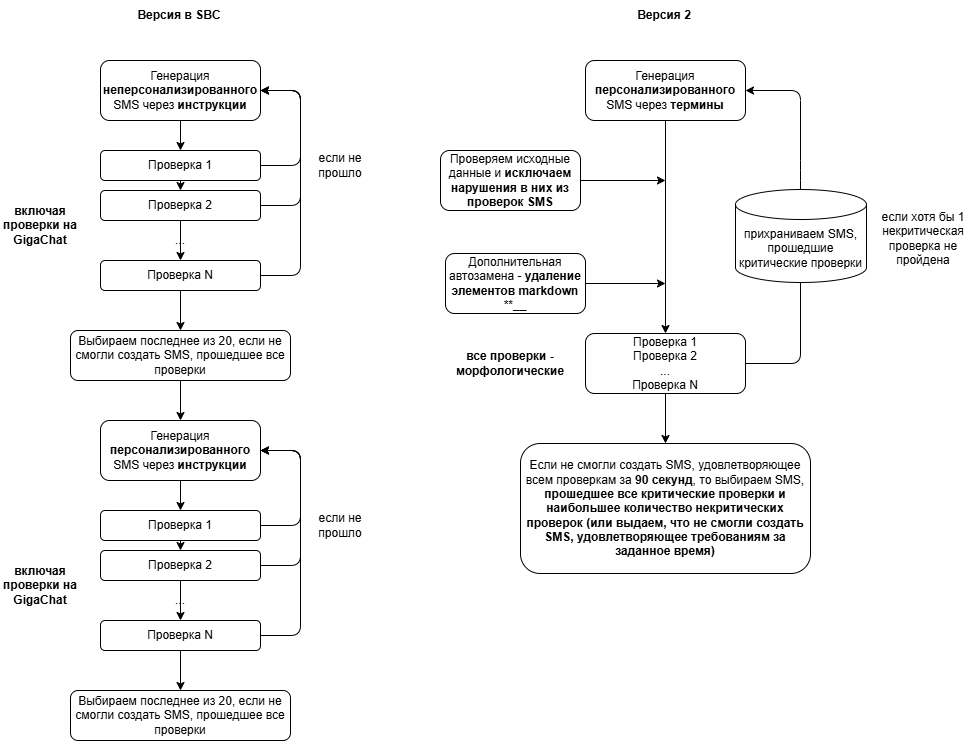 Версия в SBC
Генерация
неперсонализированного
SMS через инструкции
Проверка 1
если не
прошло
Проверка 2
включая
проверки на
GigaChat
...
Проверка N
Выбираем последнее из 20, если не
смогли создать SMS, прошедшее все
проверки
Генерация
персонализированного
SMS через инструкции
Проверка 1
если не
прошло
Проверка 2
включая
проверки на
GigaChat
...
Проверка N
Выбираем последнее из 20, если не
смогли создать SMS, прошедшее все
проверки
Версия 2
Генерация
персонализированного
SMS через термины
Проверяем исходные
данные и исключаем
нарушения в них из
проверок SMS
прихраниваем SMS,
прошедшие
критические проверки
если хотя бы 1
некритическая
проверка не
пройдена
Дополнительная
автозамена - удаление
элементов markdown
**__
все проверки -
морфологические
Проверка 1
Проверка 2
...
Проверка N
Если не смогли создать SMS, удовлетворяющее
всем проверкам за 90 секунд, то выбираем SMS,
прошедшее все критические проверки и
наибольшее количество некритических
проверок (или выдаем, что не смогли создать
SMS, удовлетворяющее требованиям за
заданное время)